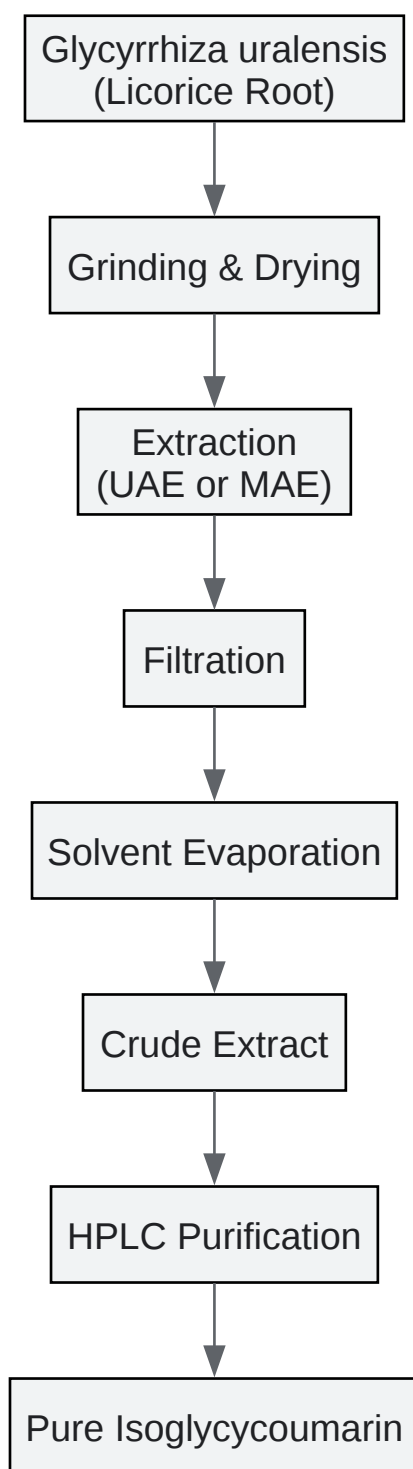 Glycyrrhiza uralensis
(Licorice Root)
Grinding & Drying
Extraction
(UAE or MAE)
Filtration
Solvent Evaporation
Crude Extract
HPLC Purification
Pure Isoglycycoumarin